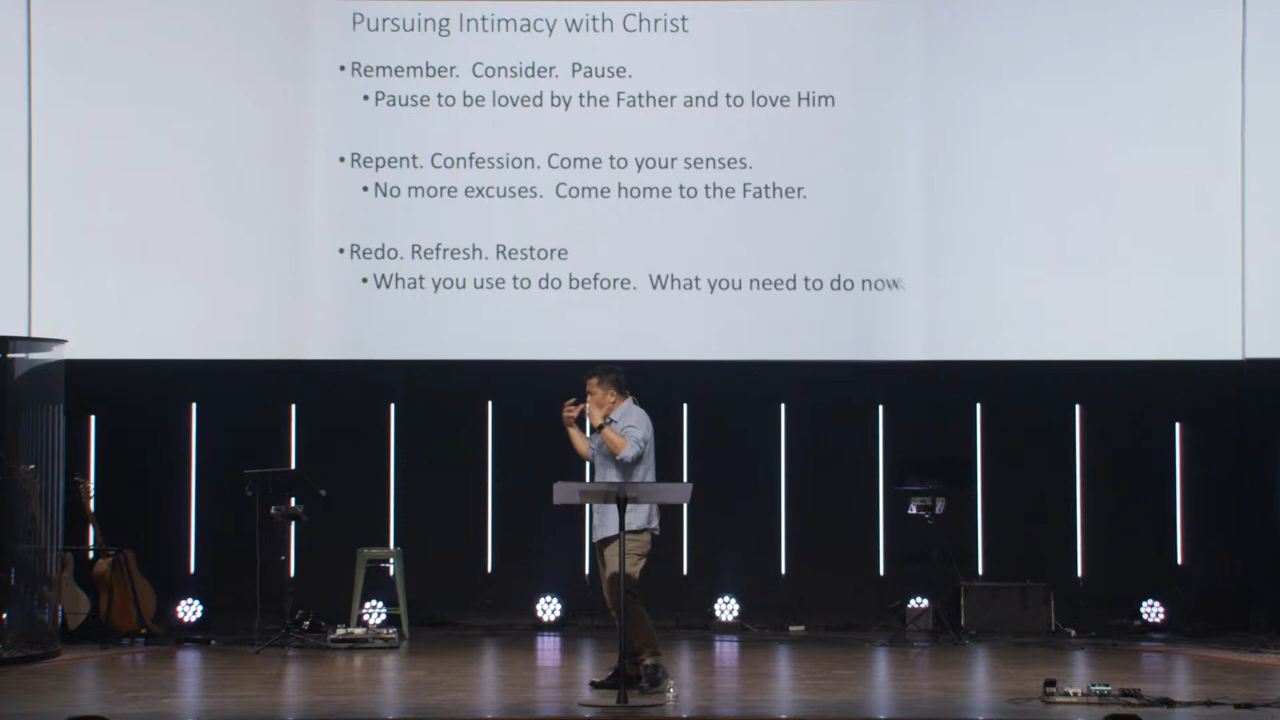 Pursuing Intimacy with Christ
•Remember.  Consider.  Pause.
•Pause to be loved by the Father and to love Him
•Repent. Confession. Come to your senses.
•No more excuses.  Come home to the Father.
•Redo. Refresh. Restore
•What you use to do before.  What you need to do now.